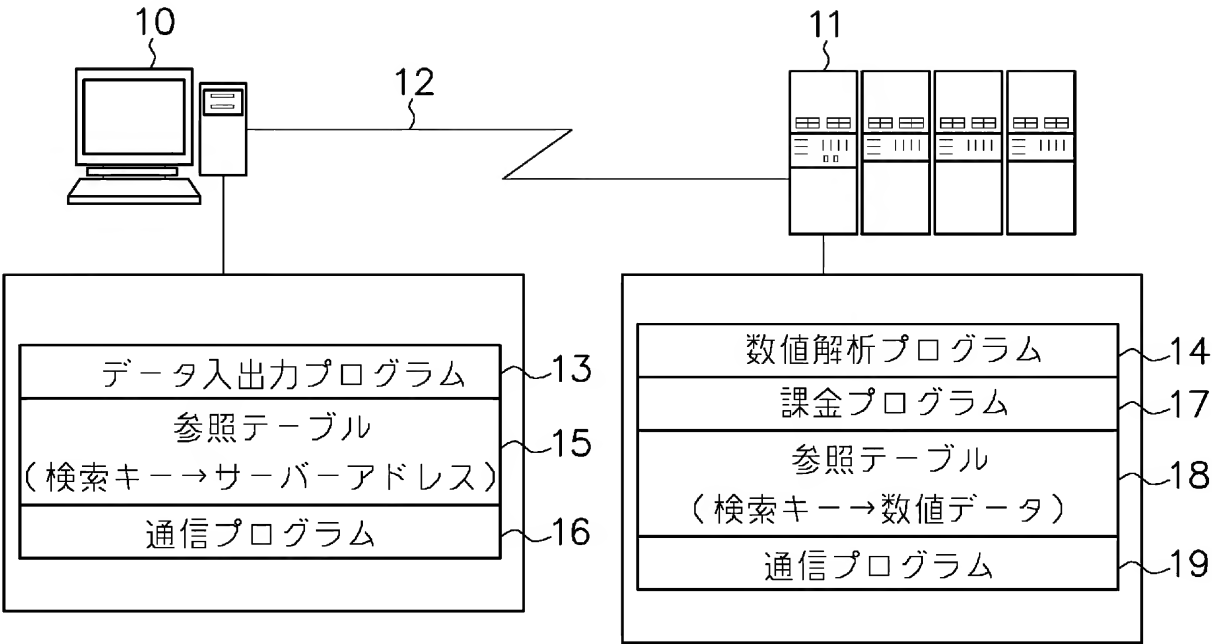 10
11
12
データ入出力プログラム
13
参照テーブル
(検索キー→サーバーアドレス)
15
通信プログラム
16
数値解析プログラム
14
課金プログラム
17
参照テーブル
(検索キー→数値データ)
18
通信プログラム
19